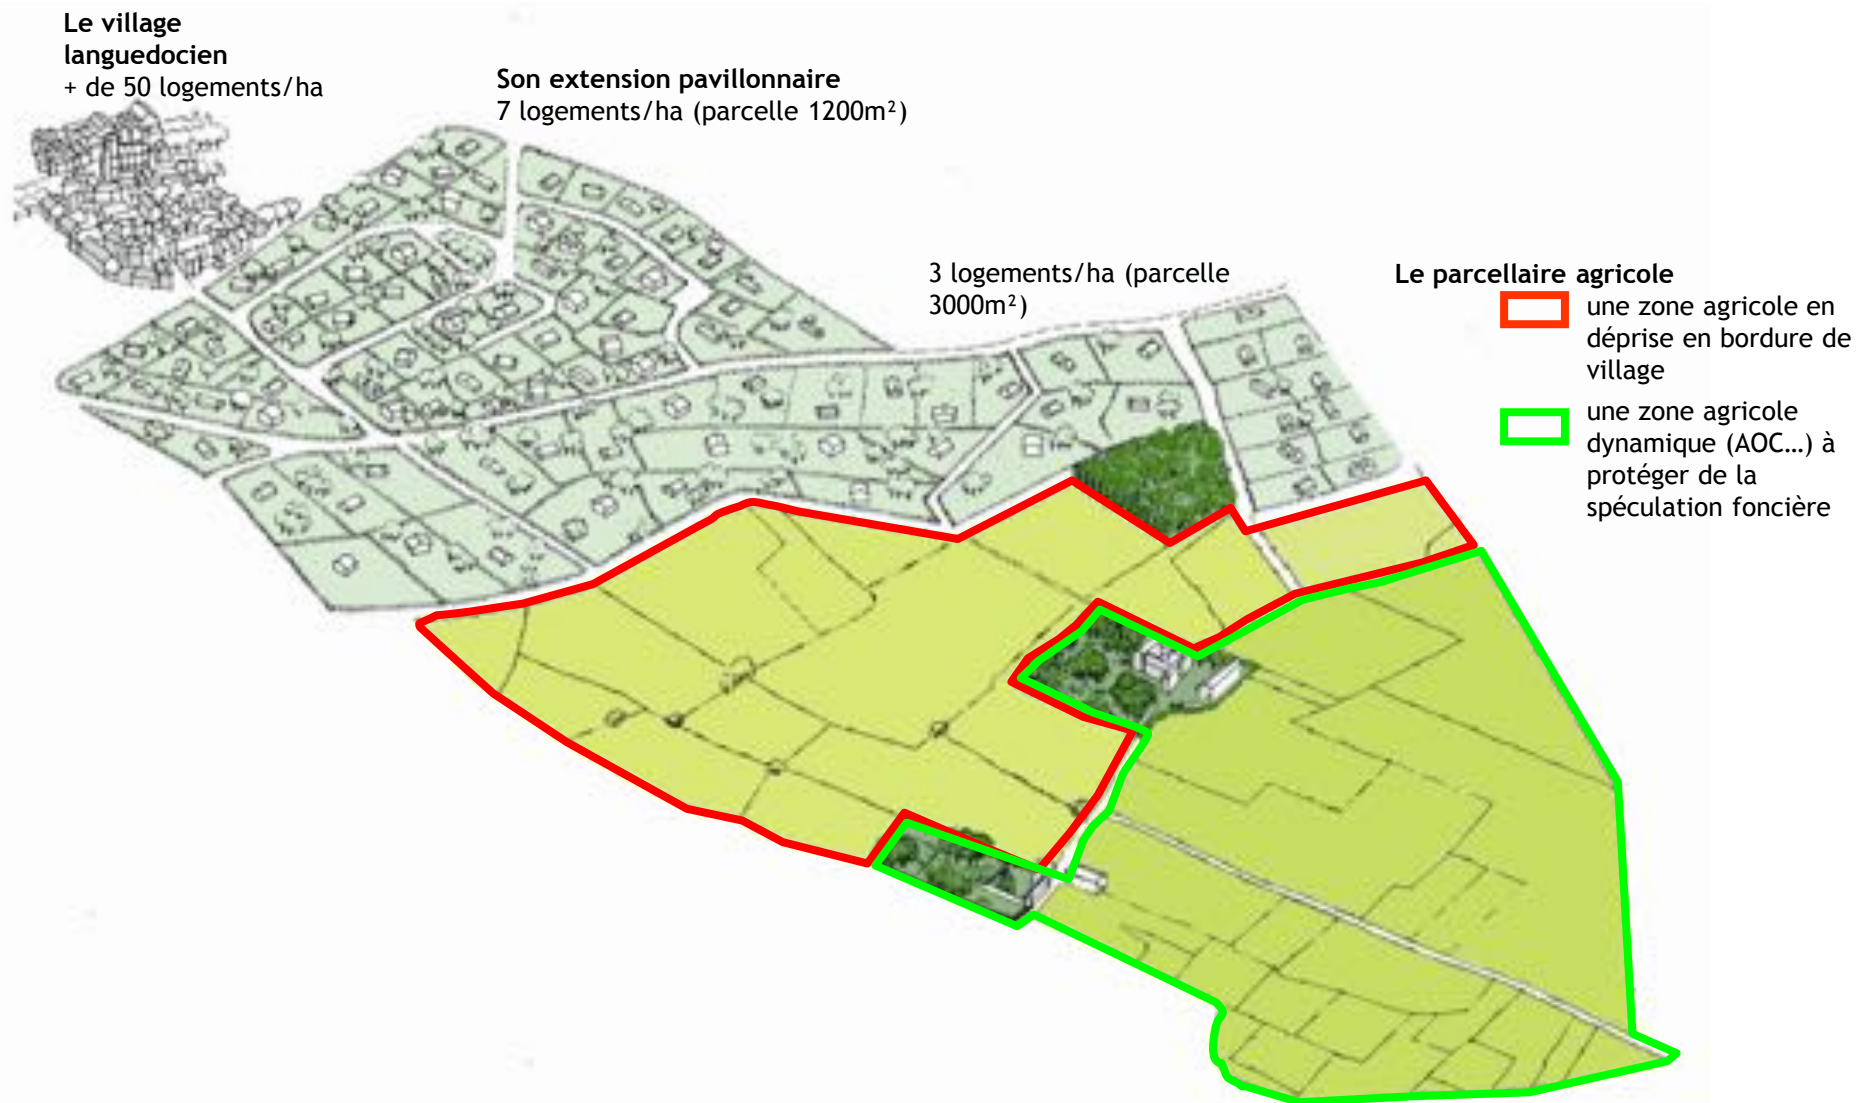 Le village
languedocien
+ de 50 logements/ha
Son extension pavillonnaire
7 logements/ha (parcelle 1200m²)
3 logements/ha (parcelle
3000m²)
Le parcellaire agricole
une zone agricole en
déprise en bordure de
village
une zone agricole
dynamique (AOC…) à
protéger de la
spéculation foncière